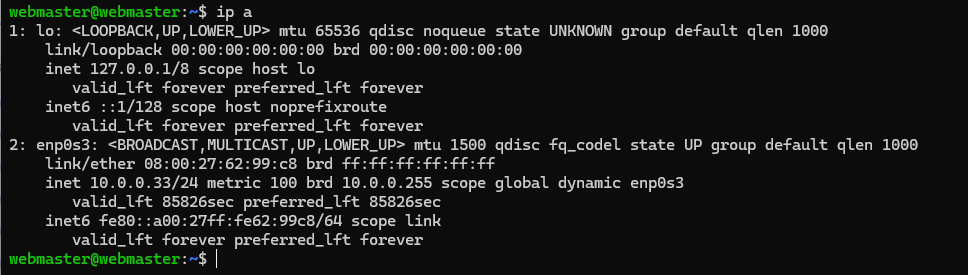 webmaster@webmaster:~$ ip a
1: lo: <LOOPBACK,UP,LOWER_UP> mtu 65536 qdisc noqueue state UNKNOWN group default qlen 1000
    link/loopback 00:00:00:00:00:00 brd 00:00:00:00:00:00
    inet 127.0.0.1/8 scope host lo
       valid_lft forever preferred_lft forever
    inet6 ::1/128 scope host noprefixroute
       valid_lft forever preferred_lft forever
2: enp0s3: <BROADCAST,MULTICAST,UP,LOWER_UP> mtu 1500 qdisc fq_codel state UP group default qlen 1000
    link/ether 08:00:27:62:99:c8 brd ff:ff:ff:ff:ff:ff
    inet 10.0.0.33/24 metric 100 brd 10.0.0.255 scope global dynamic enp0s3
       valid_lft 85826sec preferred_lft 85826sec
    inet6 fe80::a00:27ff:fe62:99c8/64 scope link
       valid_lft forever preferred_lft forever
webmaster@webmaster:~$